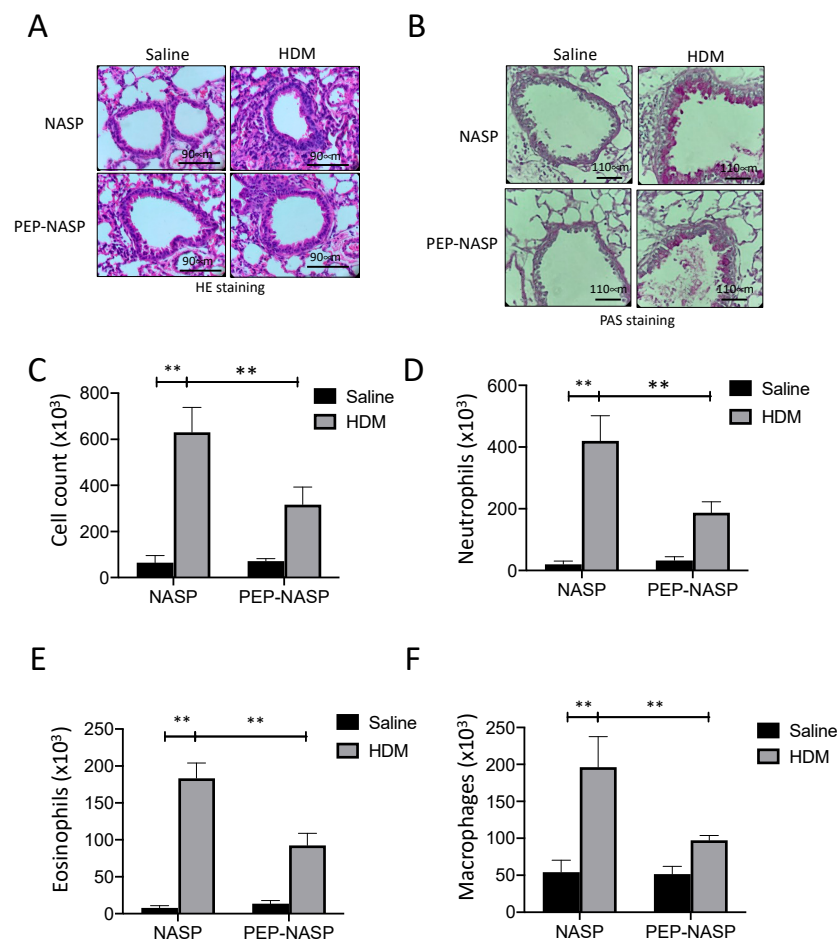 A
Saline
HDM
NASP
90∝m
90∝m
PEP-NASP
90∝m
90∝m
HE staining
B
Saline
HDM
NASP
110∝m
110∝m
PEP-NASP
110∝m
110∝m
PAS staining
C
Cell count (x10³)
800
600
400
200
0
**
**
Saline
HDM
NASP
PEP-NASP
D
Neutrophils (x10³)
600
400
200
0
**
**
Saline
HDM
NASP
PEP-NASP
E
Eosinophils (x10³)
250
200
150
100
50
0
**
**
Saline
HDM
NASP
PEP-NASP
F
Macrophages (x10³)
250
200
150
100
50
0
**
**
Saline
HDM
NASP
PEP-NASP